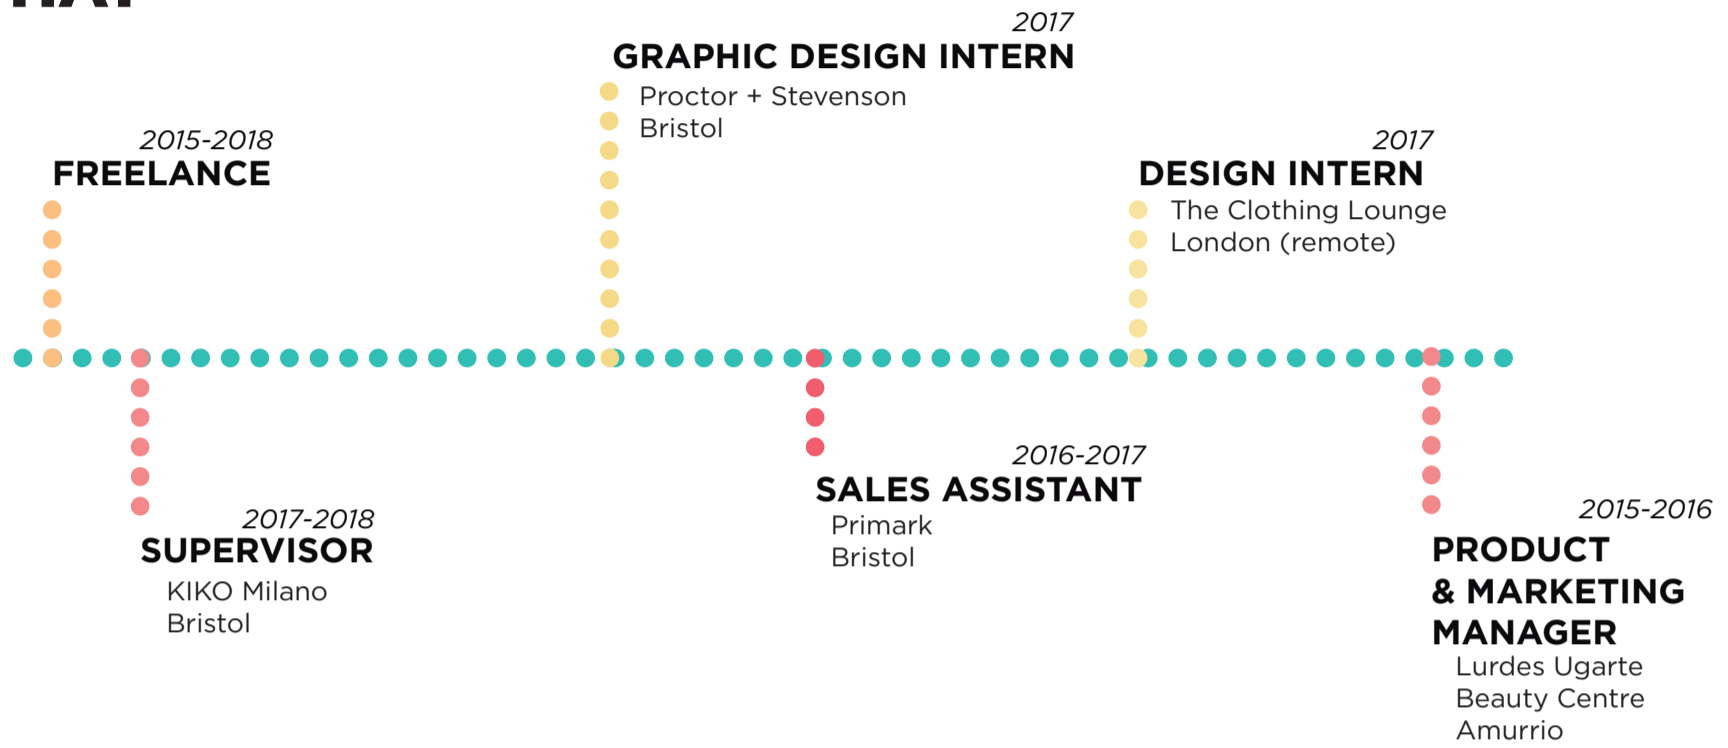 2017
GRAPHIC DESIGN INTERN
Proctor + Stevenson
Bristol
2015-2018
FREELANCE
2017
DESIGN INTERN
The Clothing Lounge
London (remote)
2017-2018
SUPERVISOR
KIKO Milano
Bristol
2016-2017
SALES ASSISTANT
Primark
Bristol
2015-2016
PRODUCT
& MARKETING
MANAGER
Lurdes Ugarte
Beauty Centre
Amurrio